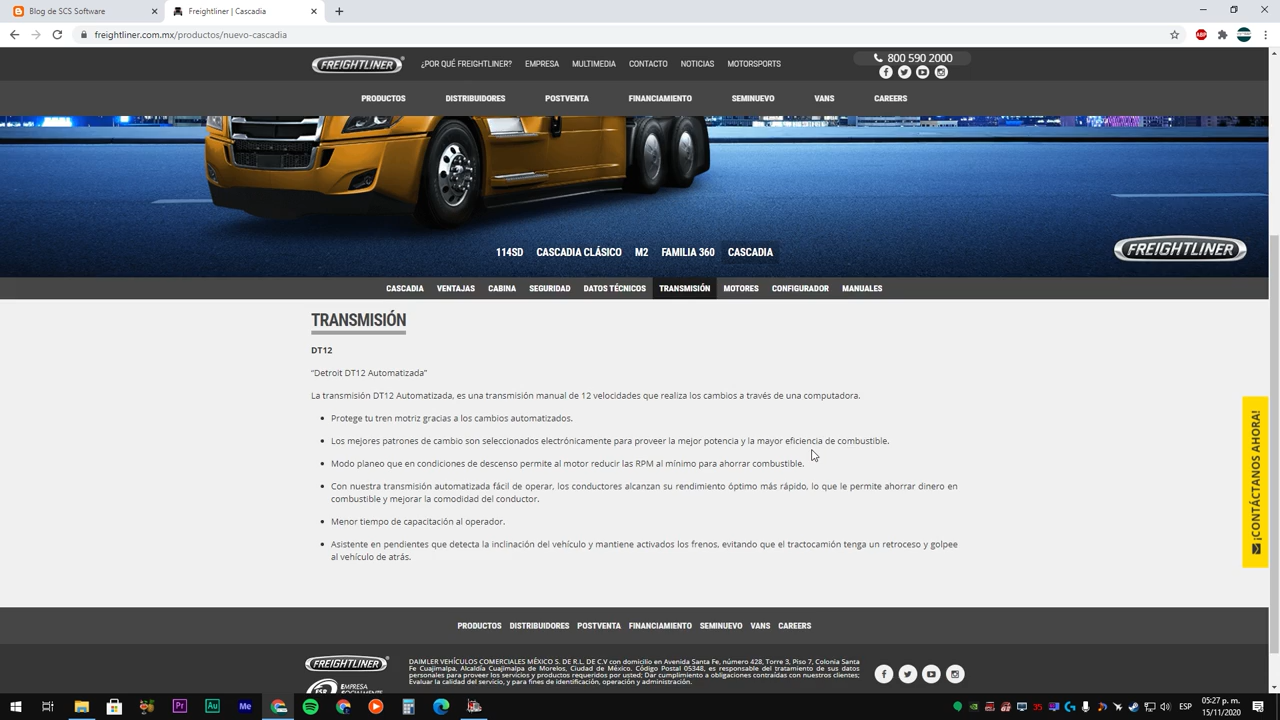 Blog de SCS Software
Freightliner | Cascadia
freightliner.com.mx/productos/nuevo-cascadia
ABP
FREIGHTLINER
¿POR QUÉ FREIGHTLINER? EMPRESA MULTIMEDIA CONTACTO NOTICIAS MOTORSPORTS
800 590 2000
PRODUCTOS DISTRIBUIDORES POSTVENTA FINANCIAMIENTO SEMINUEVO VANS CAREERS
114SD CASCADIA CLÁSICO M2 FAMILIA 360 CASCADIA
FREIGHTLINER
CASCADIA VENTAJAS CABINA SEGURIDAD DATOS TÉCNICOS TRANSMISIÓN MOTORES CONFIGURADOR MANUALES
TRANSMISIÓN
DT12
“Detroit DT12 Automatizada”
La transmisión DT12 Automatizada, es una transmisión manual de 12 velocidades que realiza los cambios a través de una computadora.
Protege tu tren motriz gracias a los cambios automatizados.
Los mejores patrones de cambio son seleccionados electrónicamente para proveer la mejor potencia y la mayor eficiencia de combustible.
Modo planeo que en condiciones de descenso permite al motor reducir las RPM al mínimo para ahorrar combustible.
Con nuestra transmisión automatizada fácil de operar, los conductores alcanzan su rendimiento óptimo más rápido, lo que le permite ahorrar dinero en
combustible y mejorar la comodidad del conductor.
Menor tiempo de capacitación al operador.
Asistente en pendientes que detecta la inclinación del vehículo y mantiene activados los frenos, evitando que el tractocamión tenga un retroceso y golpee
al vehículo de atrás.
¡CONTÁCTANOS AHORA!
PRODUCTOS DISTRIBUIDORES POSTVENTA FINANCIAMIENTO SEMINUEVO VANS CAREERS
FREIGHTLINER
DAIMLER VEHÍCULOS COMERCIALES MÉXICO S. DE R.L. DE C.V con domicilio en Avenida Santa Fe, número 428, Torre 3, Piso 7, Colonia Santa
Fe Cuajimalpa, Alcaldía Cuajimalpa de Morelos, Ciudad de México. Código Postal 05348, es responsable del tratamiento de sus datos
personales para proveer los servicios y productos requeridos por usted; Dar cumplimiento a obligaciones contraídas con nuestros clientes;
Evaluar la calidad del servicio, y para fines de identificación, operación y administración.
ESR EMPRESA
SOCIALMENTE
Pr Au Me
35
ESP
05:27 p. m.
15/11/2020